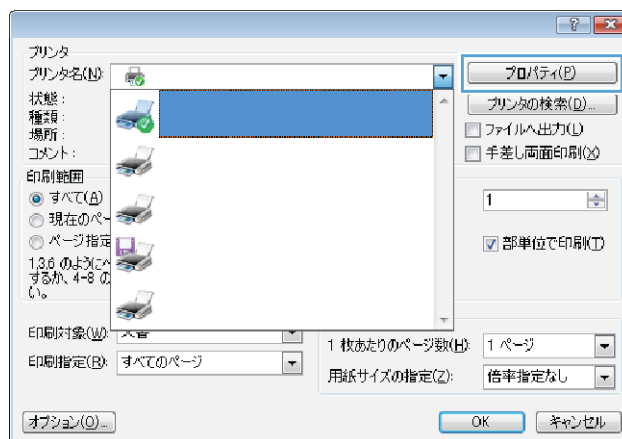 プリンタ
プリンタ名(N):
プロパティ(P)
状態 :
種類 :
場所 :
コメント :
プリンタの検索(D)...
ファイルへ出力(L)
手差し両面印刷(X)
印刷範囲
すべて(A)
現在のペー
ページ指定
1,3,6 のように
するか、4-8 の
い。
1
部単位で印刷(T)
印刷対象(W):
印刷指定(R): すべてのページ
1 枚あたりのページ数(H): 1 ページ
用紙サイズの指定(Z): 倍率指定なし
オプション(O)...
OK
キャンセル